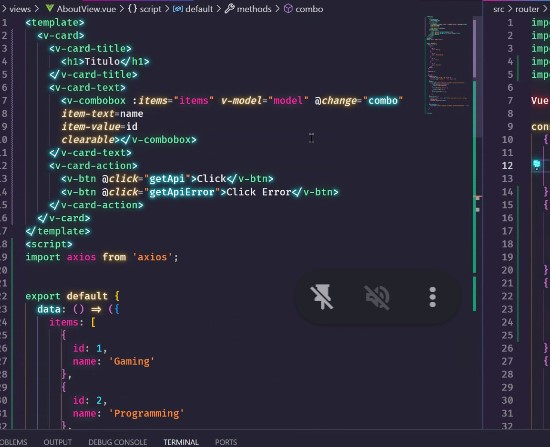 > views > AboutView.vue > {} script > default > methods > combo
src > router >
1 <template>
2 <v-card>
3 <v-card-title>
4 <h1>Titulo</h1>
5 </v-card-title>
6 <v-card-text>
7 <v-combobox :items="items" v-model="model" @change="combo"
8 item-text=name
9 item-value=id
10 clearable></v-combobox>
11 </v-card-text>
12 <v-card-action>
13 <v-btn @click="getApi">Click</v-btn>
14 <v-btn @click="getApiError">Click Error</v-btn>
15 </v-card-action>
16 </v-card>
17 </template>
18 <script>
19 import axios from 'axios';
20
21
22 export default {
23 data: () => ({
24 items: [
25 {
26 id: 1,
27 name: 'Gaming'
28 },
29 {
30 id: 2,
31 name: 'Programming'
32 },
1 impo
2 impo
3 impo
4 impo
5 impo
6
7 Vue
8
9 cons
10 {
11
12
13
14 }
15 {
16
17
18
19
20 }
21 {
22
23
24
25
26 }
27 {
28
29
30
31
32
OBLEMS OUTPUT DEBUG CONSOLE TERMINAL PORTS